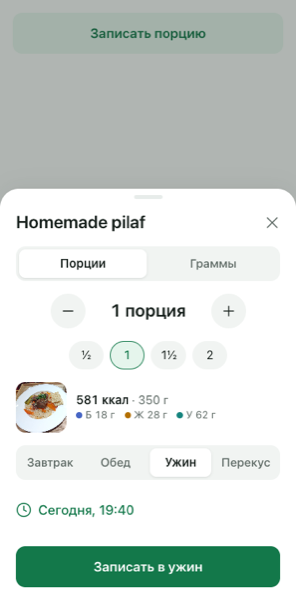 Записать порцию
Homemade pilaf
Порции Граммы
1 порция
½ 1 1½ 2
581 ккал · 350 г
Б 18 г Ж 28 г У 62 г
Завтрак Обед Ужин Перекус
Сегодня, 19:40
Записать в ужин